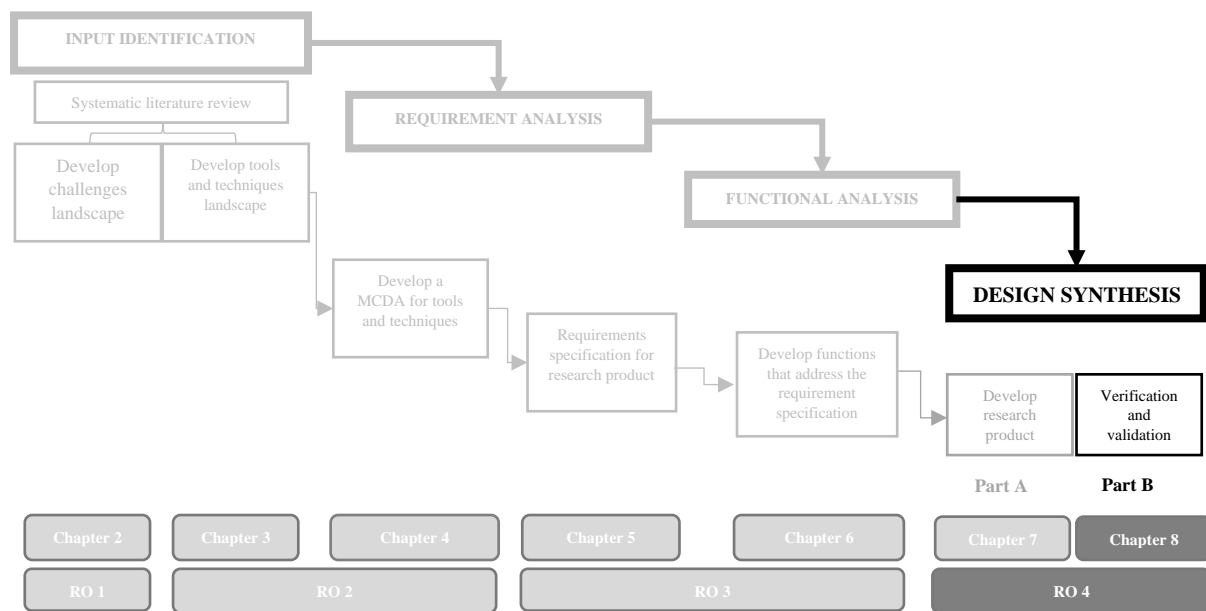 INPUT IDENTIFICATION
Systematic literature review
Develop
challenges
landscape
Develop tools
and techniques
landscape
REQUIREMENT ANALYSIS
FUNCTIONAL ANALYSIS
DESIGN SYNTHESIS
Develop a
MCDA for tools
and techniques
Requirements
specification for
research product
Develop functions
that address the
requirement
specification
Develop
research
product
Verification
and
validation
Part A
Part B
Chapter 2
Chapter 3
Chapter 4
Chapter 5
Chapter 6
Chapter 7
Chapter 8
RO 1
RO 2
RO 3
RO 4